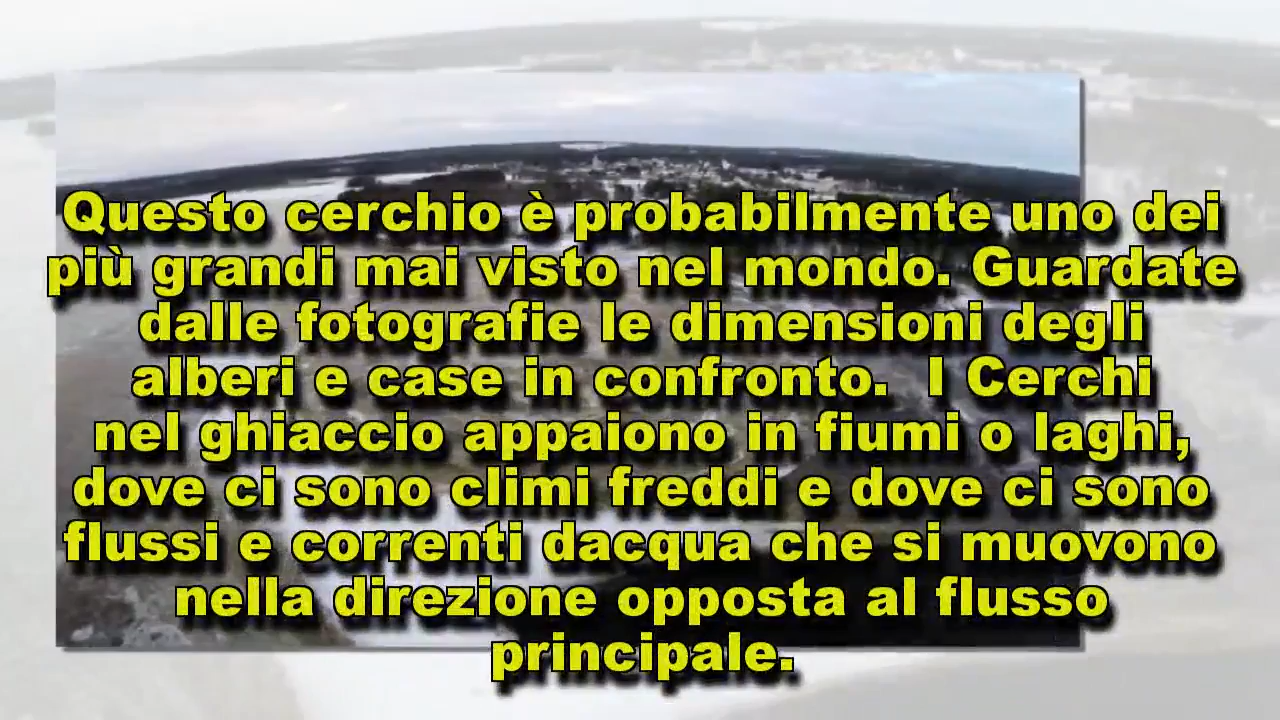 Questo cerchio è probabilmente uno dei
più grandi mai visto nel mondo. Guardate
dalle fotografie le dimensioni degli
alberi e case in confronto.  I Cerchi
nel ghiaccio appaiono in fiumi o laghi,
dove ci sono climi freddi e dove ci sono
flussi e correnti dacqua che si muovono
nella direzione opposta al flusso
principale.